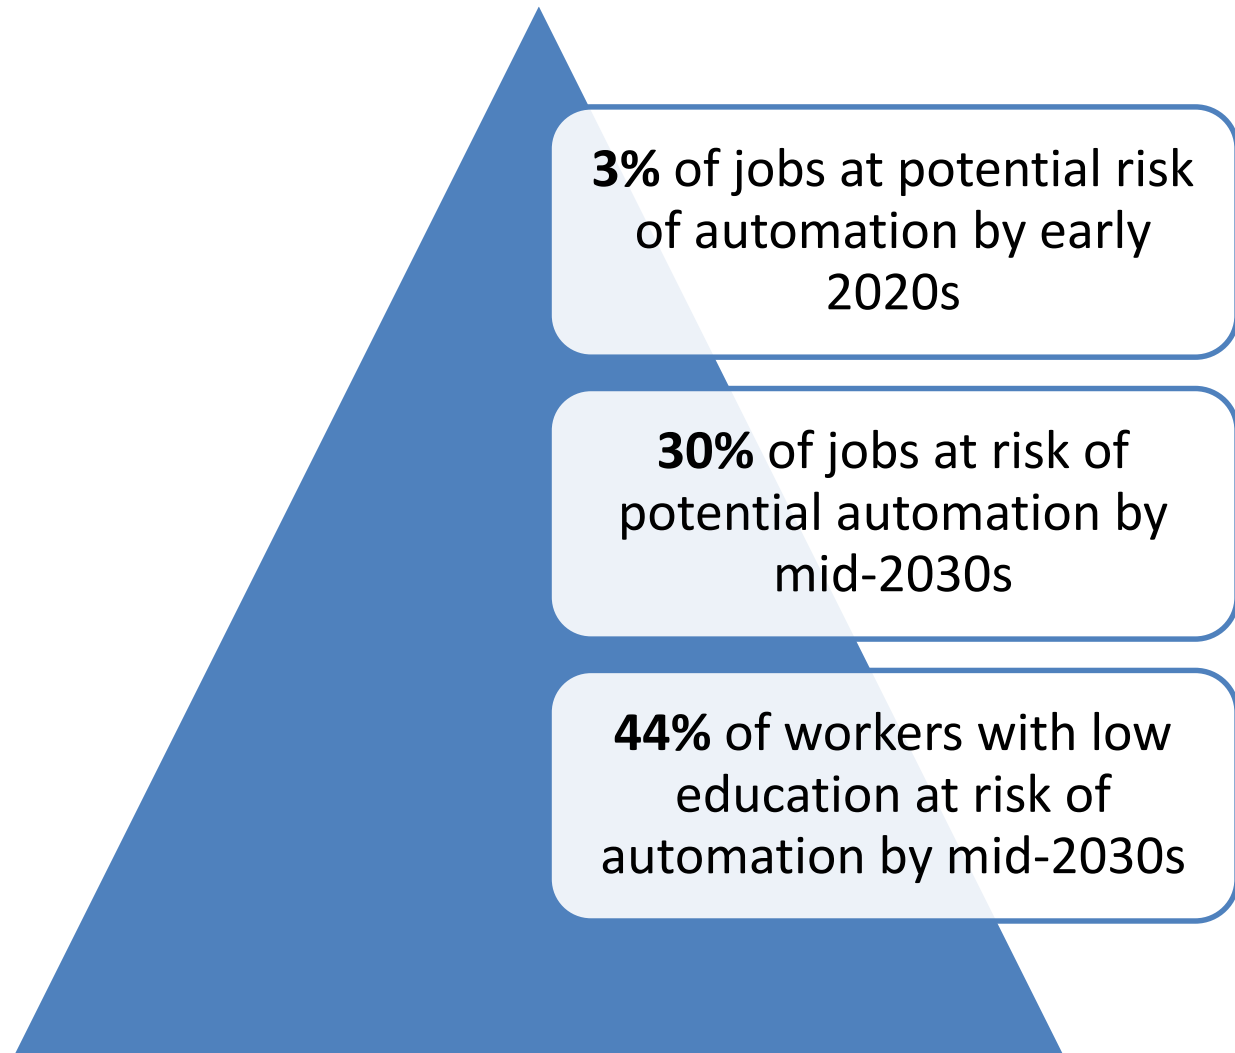 3% of jobs at potential risk
of automation by early
2020s
30% of jobs at risk of
potential automation by
mid-2030s
44% of workers with low
education at risk of
automation by mid-2030s